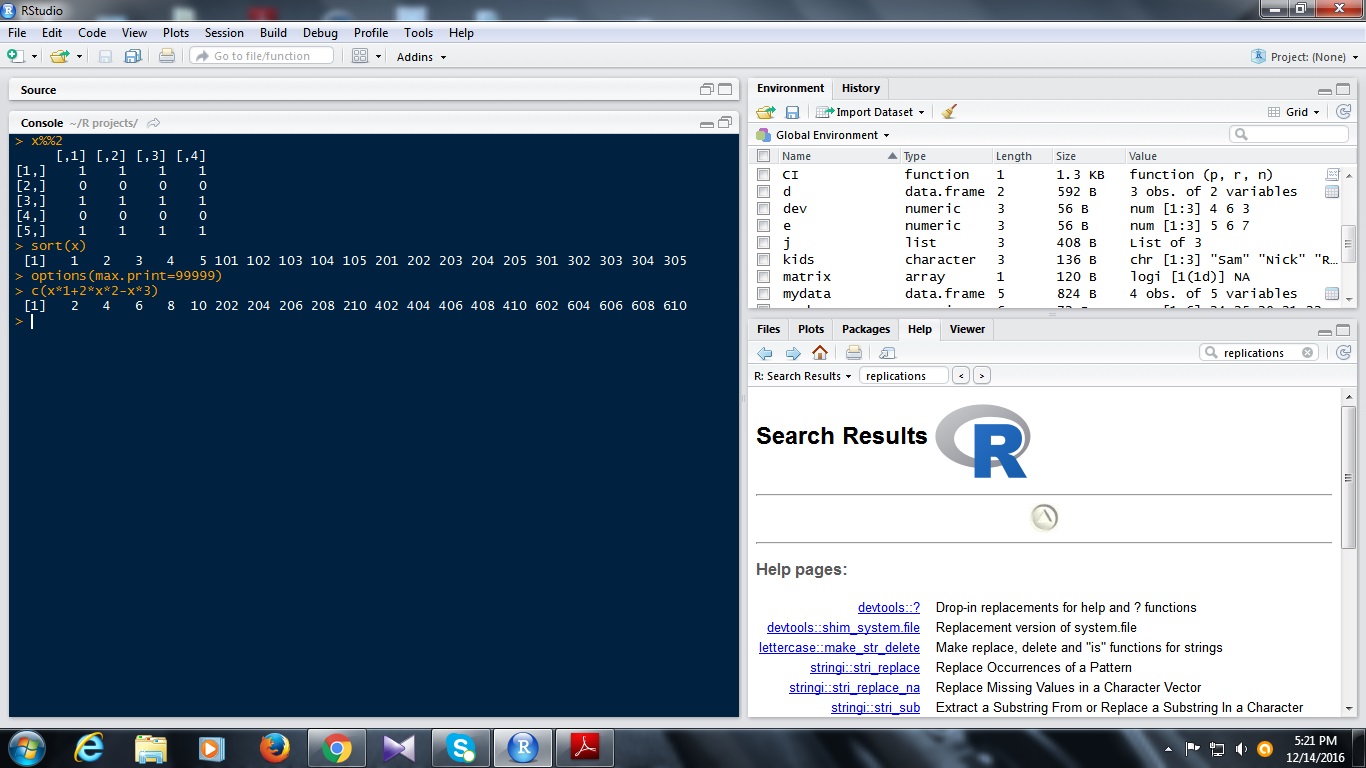 RStudio
File Edit Code View Plots Session Build Debug Profile Tools Help
Go to file/function Addins Project: (None)
Source
Console ~/R projects/
> x%%2
[,1] [,2] [,3] [,4]
[1,] 1 1 1 1
[2,] 0 0 0 0
[3,] 1 1 1 1
[4,] 0 0 0 0
[5,] 1 1 1 1
> sort(x)
[1] 1 2 3 4 5 101 102 103 104 105 201 202 203 204 205 301 302 303 304 305
> options(max.print=99999)
> c(x*1+2*x*2-x*3)
[1] 2 4 6 8 10 202 204 206 208 210 402 404 406 408 410 602 604 606 608 610
>
Environment History
Import Dataset Grid
Global Environment
Name Type Length Size Value
CI function 1 1.3 KB function (p, r, n)
d data.frame 2 592 B 3 obs. of 2 variables
dev numeric 3 56 B num [1:3] 4 6 3
e numeric 3 56 B num [1:3] 5 6 7
j list 3 408 B List of 3
kids character 3 136 B chr [1:3] "Sam" "Nick" "R…
matrix array 1 120 B logi [1(1d)] NA
mydata data.frame 5 824 B 4 obs. of 5 variables
Files Plots Packages Help Viewer
replications
R: Search Results replications < >
Search Results R
Help pages:
devtools::? Drop-in replacements for help and ? functions
devtools::shim_system.file Replacement version of system.file
lettercase::make_str_delete Make replace, delete and "is" functions for strings
stringi::stri_replace Replace Occurrences of a Pattern
stringi::stri_replace_na Replace Missing Values in a Character Vector
stringi::stri_sub Extract a Substring From or Replace a Substring In a Character
5:21 PM
12/14/2016